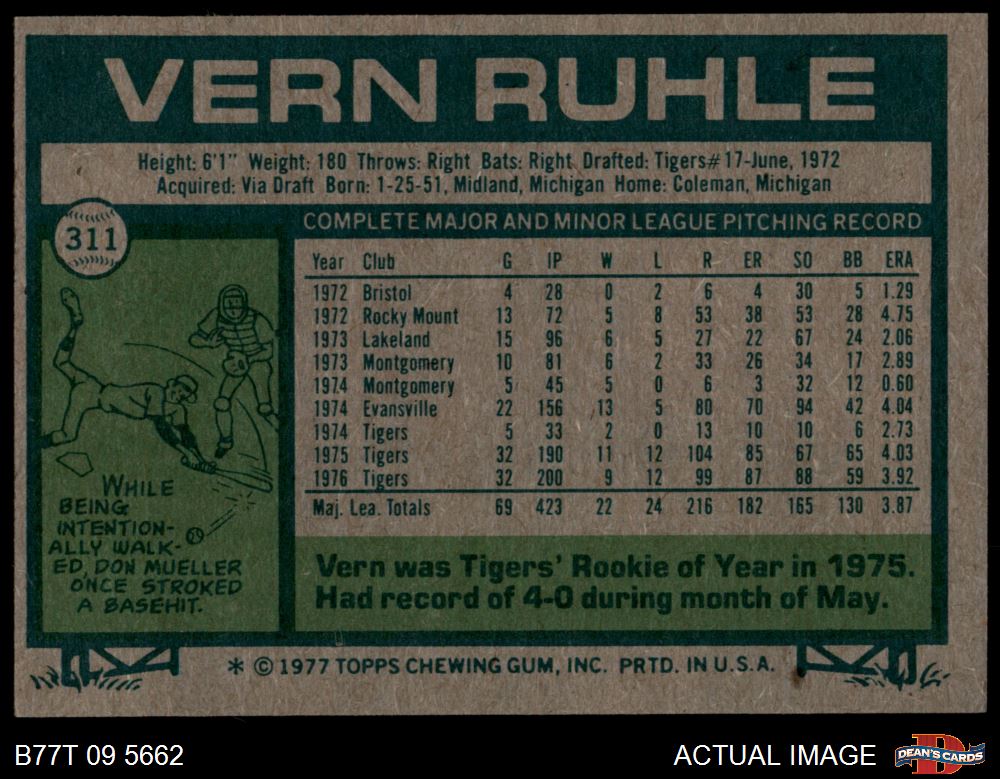 VERN RUHLE
Height: 6'1" Weight: 180 Throws: Right Bats: Right Drafted: Tigers#17-June, 1972
Acquired: Via Draft Born: 1-25-51, Midland, Michigan Home: Coleman, Michigan
311
COMPLETE MAJOR AND MINOR LEAGUE PITCHING RECORD
Year Club G IP W L R ER SO BB ERA
1972 Bristol 4 28 0 2 6 4 30 5 1.29
1972 Rocky Mount 13 72 5 8 53 38 53 28 4.75
1973 Lakeland 15 96 6 5 27 22 67 24 2.06
1973 Montgomery 10 81 6 2 33 26 34 17 2.89
1974 Montgomery 5 45 5 0 6 3 32 12 0.60
1974 Evansville 22 156 13 5 80 70 94 42 4.04
1974 Tigers 5 33 2 0 13 10 10 6 2.73
1975 Tigers 32 190 11 12 104 85 67 65 4.03
1976 Tigers 32 200 9 12 99 87 88 59 3.92
Maj. Lea. Totals 69 423 22 24 216 182 165 130 3.87
WHILE
BEING
INTENTION-
ALLY WALK-
ED, DON MUELLER
ONCE STROKED
A BASEHIT.
Vern was Tigers' Rookie of Year in 1975.
Had record of 4-0 during month of May.
* © 1977 TOPPS CHEWING GUM, INC. PRTD. IN U.S.A.
B77T 09 5662
ACTUAL IMAGE
D
DEAN'S CARDS